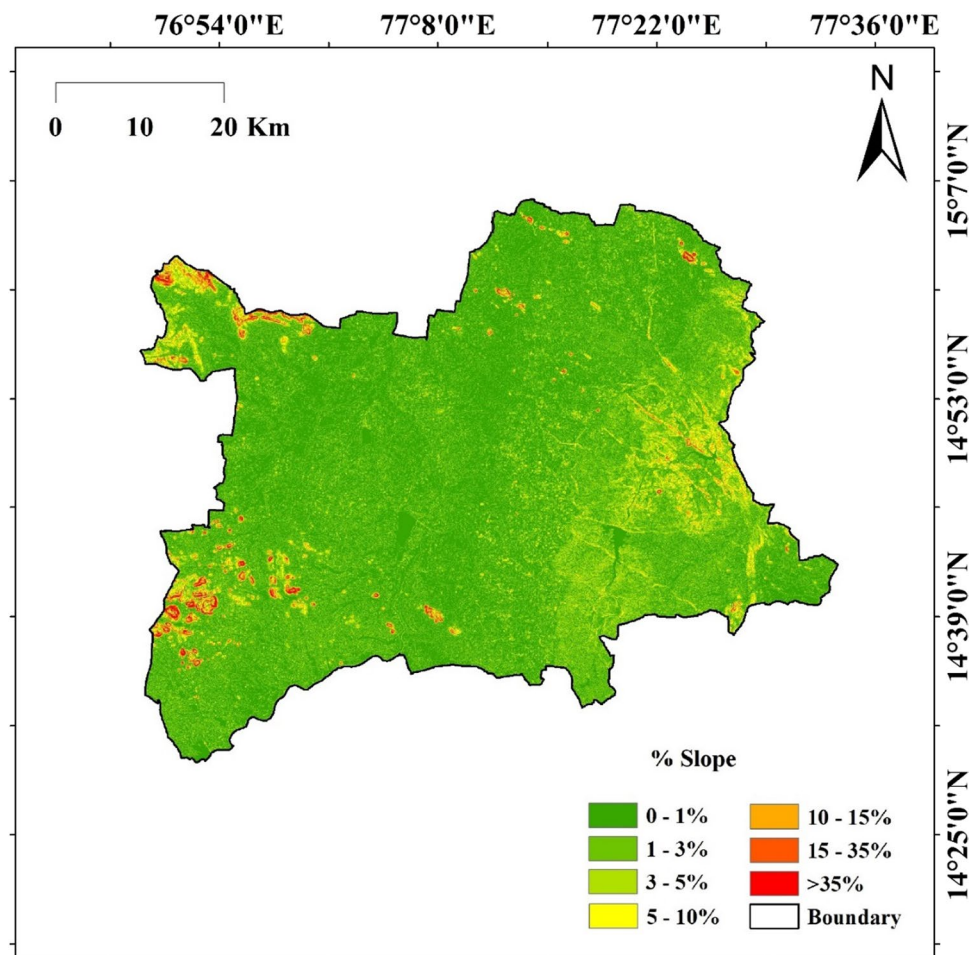 76°54'0"E 77°8'0"E 77°22'0"E 77°36'0"E
N
0 10 20 Km
15°7'0"N
14°53'0"N
14°39'0"N
14°25'0"N
% Slope
0 - 1% 10 - 15%
1 - 3% 15 - 35%
3 - 5% >35%
5 - 10% Boundary